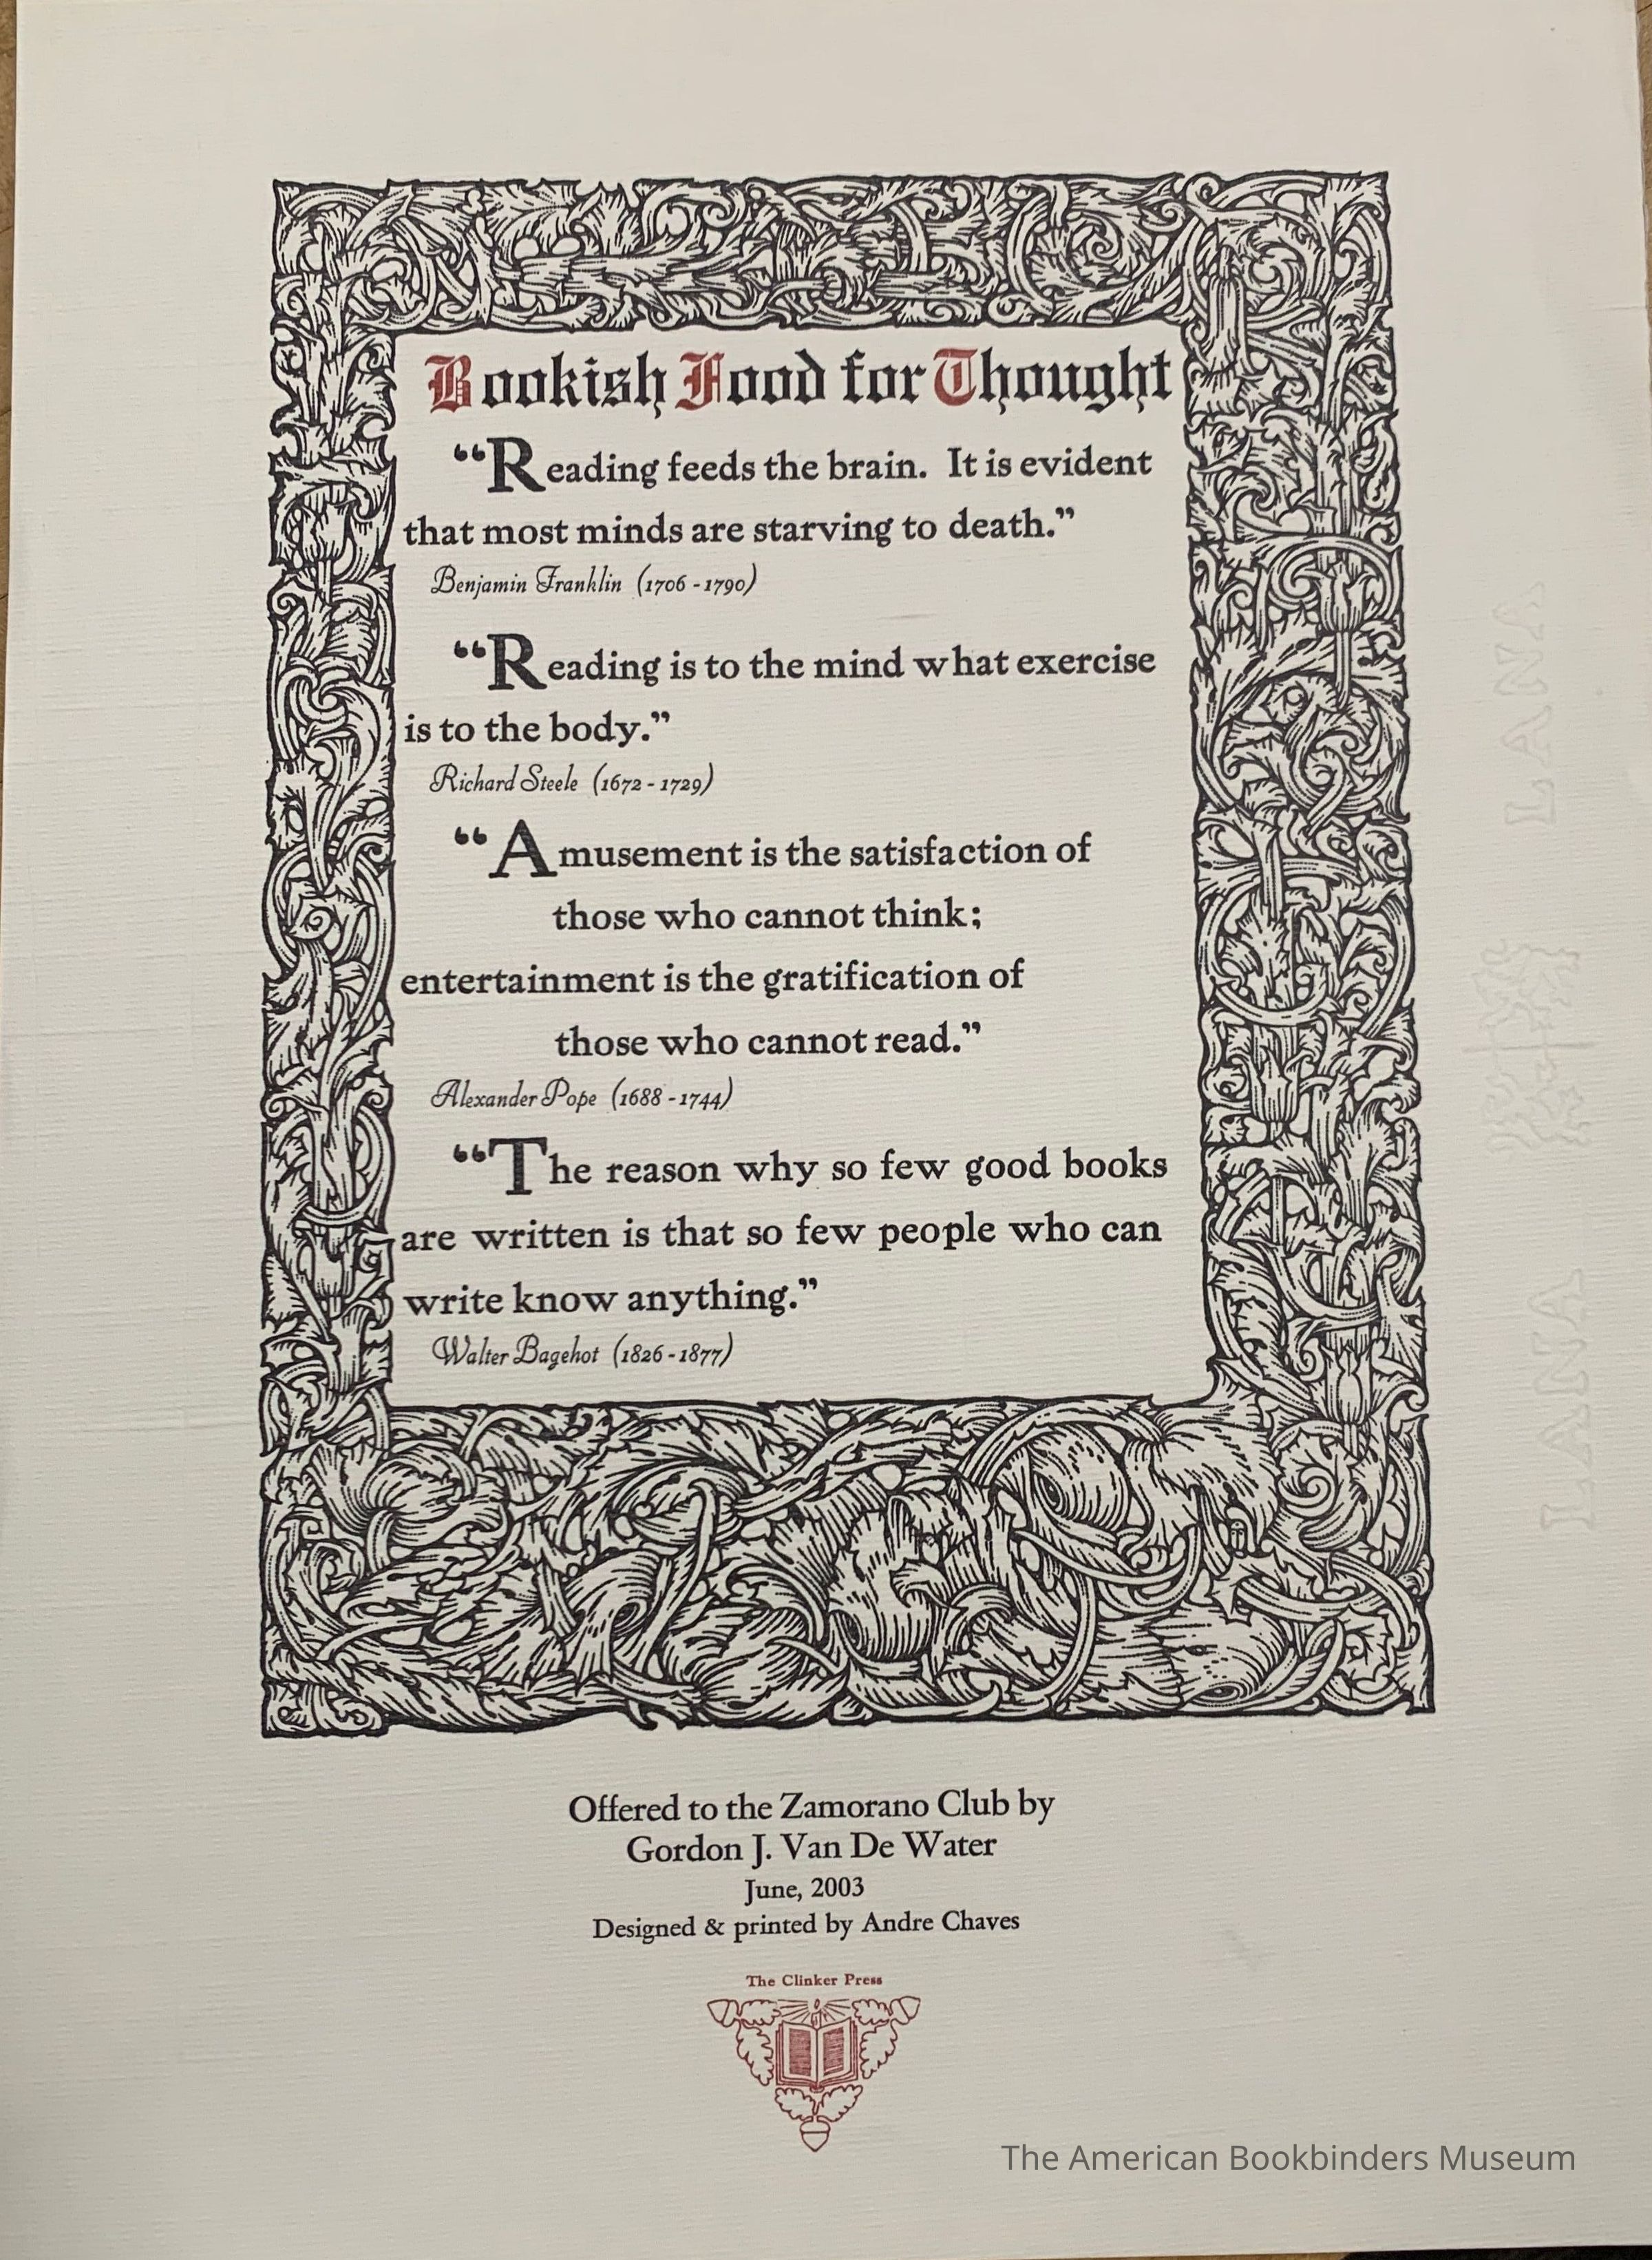 Bookish Food for Thought
“Reading feeds the brain. It is evident
that most minds are starving to death.”
Benjamin Franklin (1706 - 1790)
“Reading is to the mind what exercise
is to the body.”
Richard Steele (1672 - 1729)
“Amusement is the satisfaction of
those who cannot think;
entertainment is the gratification of
those who cannot read.”
Alexander Pope (1688 - 1744)
“The reason why so few good books
are written is that so few people who can
write know anything.”
Walter Bagehot (1826 - 1877)
Offered to the Zamorano Club by
Gordon J. Van De Water
June, 2003
Designed & printed by Andre Chaves
The Clinker Press
The American Bookbinders Museum
LANA
LANA